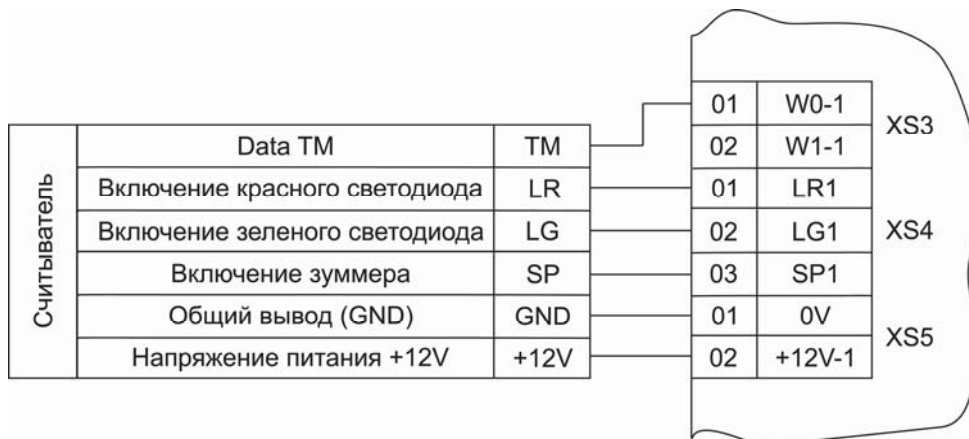 01 W0-1
XS3
Data TM TM 02 W1-1
Включение красного светодиода LR 01 LR1
Считыватель
Включение зеленого светодиода LG 02 LG1 XS4
Включение зуммера SP 03 SP1
Общий вывод (GND) GND 01 0V
XS5
Напряжение питания +12V +12V 02 +12V-1